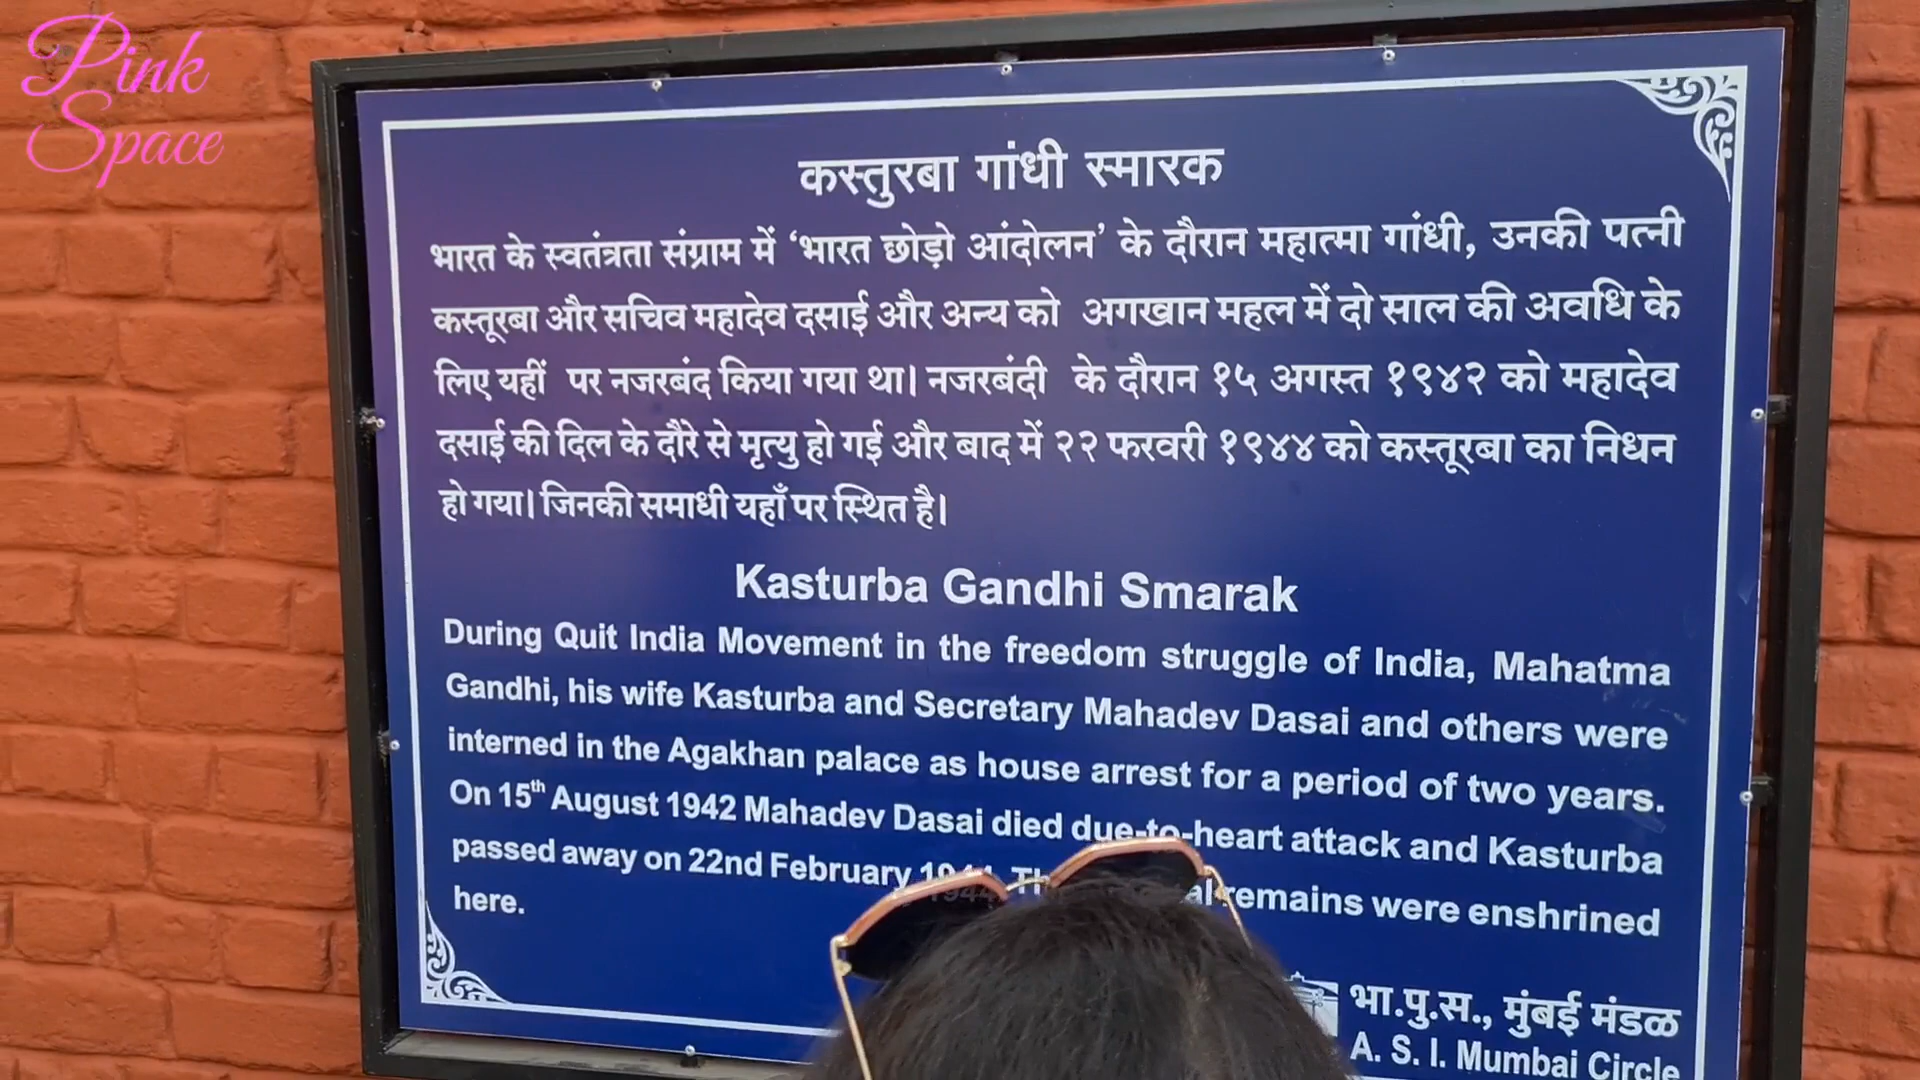 Pink
Space
कस्तुरबा गांधी स्मारक
भारत के स्वतंत्रता संग्राम में ‘भारत छोड़ो आंदोलन’ के दौरान महात्मा गांधी, उनकी पत्नी
कस्तूरबा और सचिव महादेव दसाई और अन्य को अगखान महल में दो साल की अवधि के
लिए यहीं पर नजरबंद किया गया था। नजरबंदी के दौरान १५ अगस्त १९४२ को महादेव
दसाई की दिल के दौरे से मृत्यु हो गई और बाद में २२ फरवरी १९४४ को कस्तूरबा का निधन
हो गया। जिनकी समाधी यहाँ पर स्थित है।
Kasturba Gandhi Smarak
During Quit India Movement in the freedom struggle of India, Mahatma
Gandhi, his wife Kasturba and Secretary Mahadev Dasai and others were
interned in the Agakhan palace as house arrest for a period of two years.
On 15th August 1942 Mahadev Dasai died due-to-heart attack and Kasturba
passed away on 22nd February 1944. remains were enshrined
here.
भा.पु.स., मुंबई मंडळ
A. S. I. Mumbai Circle